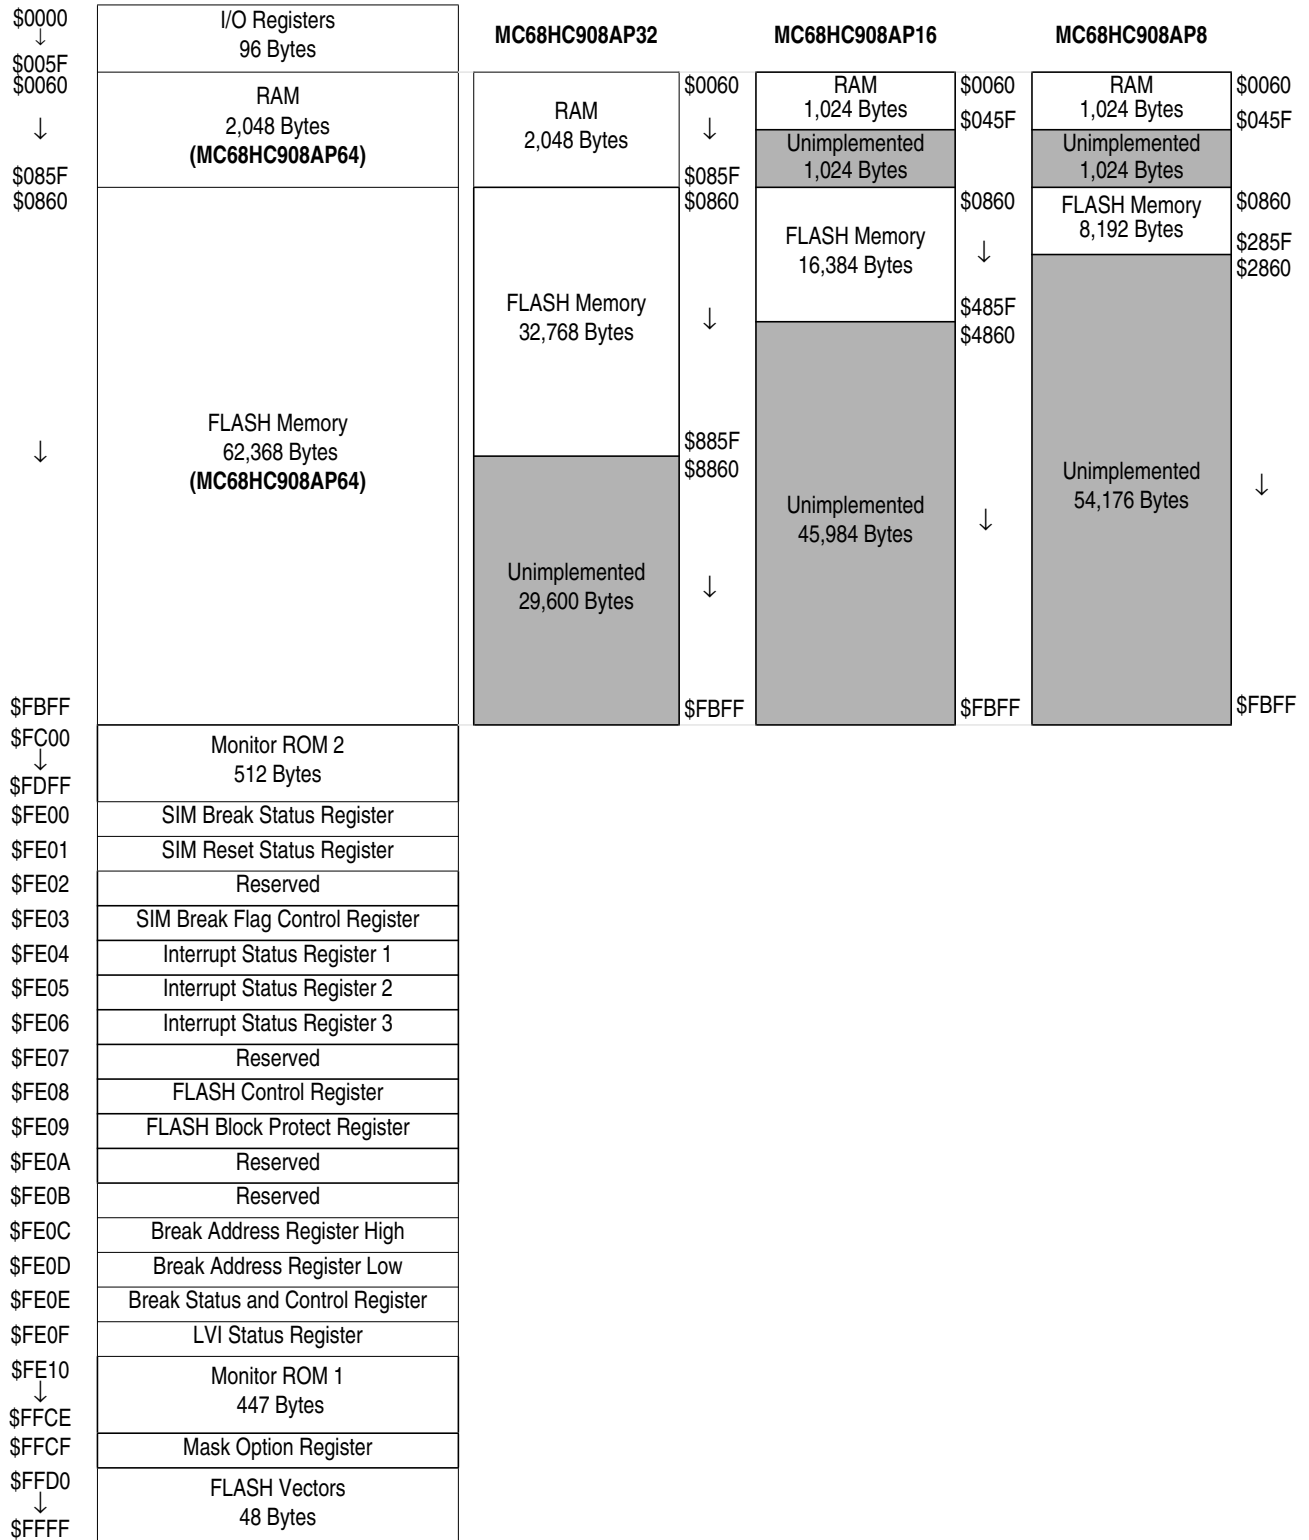 $0000
↓
$005F
I/O Registers
96 Bytes
MC68HC908AP32
MC68HC908AP16
MC68HC908AP8
$0060
↓
$085F
RAM
2,048 Bytes
(MC68HC908AP64)
RAM
2,048 Bytes
$0060
↓
$085F
RAM
1,024 Bytes
$0060
$045F
Unimplemented
1,024 Bytes
RAM
1,024 Bytes
$0060
$045F
Unimplemented
1,024 Bytes
$0860
↓
$FBFF
FLASH Memory
62,368 Bytes
(MC68HC908AP64)
FLASH Memory
32,768 Bytes
$0860
↓
$885F
$8860
Unimplemented
29,600 Bytes
↓
$FBFF
FLASH Memory
16,384 Bytes
$0860
↓
$485F
$4860
Unimplemented
45,984 Bytes
↓
$FBFF
FLASH Memory
8,192 Bytes
$0860
$285F
$2860
Unimplemented
54,176 Bytes
↓
$FBFF
$FC00
↓
$FDFF
Monitor ROM 2
512 Bytes
$FE00 SIM Break Status Register
$FE01 SIM Reset Status Register
$FE02 Reserved
$FE03 SIM Break Flag Control Register
$FE04 Interrupt Status Register 1
$FE05 Interrupt Status Register 2
$FE06 Interrupt Status Register 3
$FE07 Reserved
$FE08 FLASH Control Register
$FE09 FLASH Block Protect Register
$FE0A Reserved
$FE0B Reserved
$FE0C Break Address Register High
$FE0D Break Address Register Low
$FE0E Break Status and Control Register
$FE0F LVI Status Register
$FE10
↓
$FFCE
Monitor ROM 1
447 Bytes
$FFCF Mask Option Register
$FFD0
↓
$FFFF
FLASH Vectors
48 Bytes